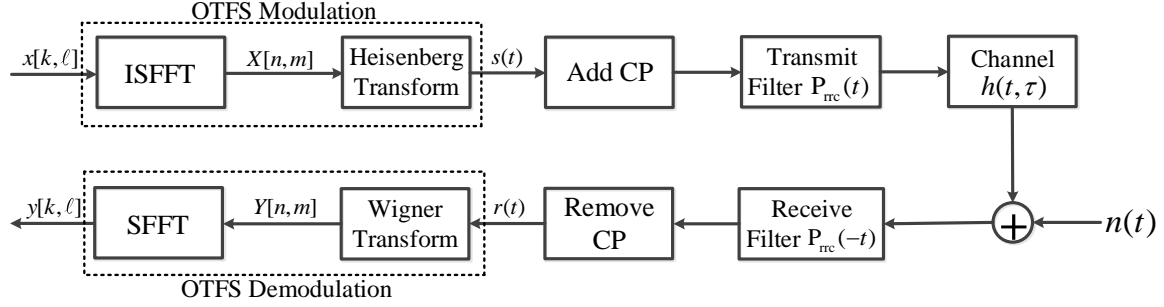 OTFS Modulation
x[k, ℓ]
ISFFT
X[n, m]
Heisenberg
Transform
s(t)
Add CP
Transmit
Filter P_rrc(t)
Channel
h(t, τ)
y[k, ℓ]
SFFT
Y[n, m]
Wigner
Transform
r(t)
Remove
CP
Receive
Filter P_rrc(−t)
+
n(t)
OTFS Demodulation